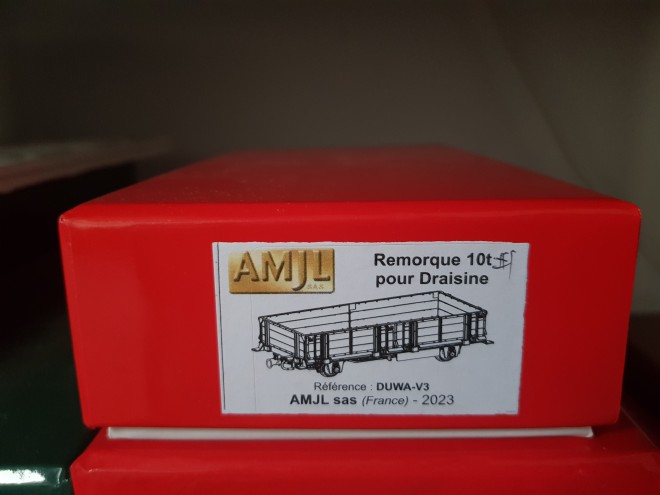 AMJL
S.A.S.
Remorque 10t
pour Draisine
Référence : DUWA-V3
AMJL sas (France) - 2023